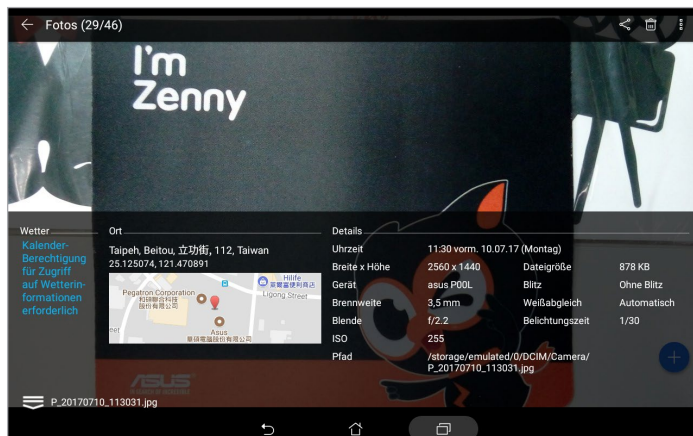 Fotos (29/46)
I'm
Zenny
Wetter
Kalender-
Berechtigung
für Zugriff
auf Wetterin-
formationen
erforderlich
Ort
Taipeh, Beitou, 立功街, 112, Taiwan
25.125074, 121.470891
Hilife
萊爾富便利商店
Pegatron Corporation
和碩聯合科技
股份有限公司
Ligong Street
eet
Asus
華碩電腦股份有限公司
Details
Uhrzeit 11:30 vorm. 10.07.17 (Montag)
Breite x Höhe 2560 x 1440 Dateigröße 878 KB
Gerät asus P00L Blitz Ohne Blitz
Brennweite 3,5 mm Weißabgleich Automatisch
Blende f/2.2 Belichtungszeit 1/30
ISO 255
Pfad /storage/emulated/0/DCIM/Camera/
P_20170710_113031.jpg
ASUS
P_20170710_113031.jpg